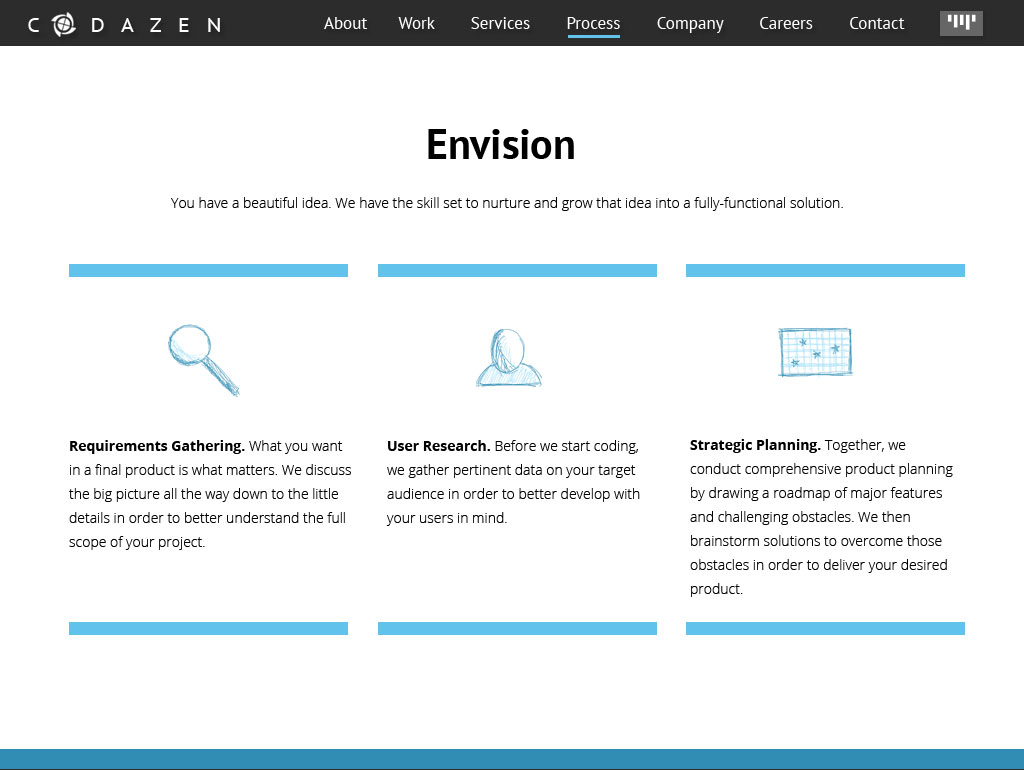 CODAZEN About Work Services Process Company Careers Contact
Envision
You have a beautiful idea. We have the skill set to nurture and grow that idea into a fully-functional solution.
Requirements Gathering. What you want
in a final product is what matters. We discuss
the big picture all the way down to the little
details in order to better understand the full
scope of your project.
User Research. Before we start coding,
we gather pertinent data on your target
audience in order to better develop with
your users in mind.
Strategic Planning. Together, we
conduct comprehensive product planning
by drawing a roadmap of major features
and challenging obstacles. We then
brainstorm solutions to overcome those
obstacles in order to deliver your desired
product.